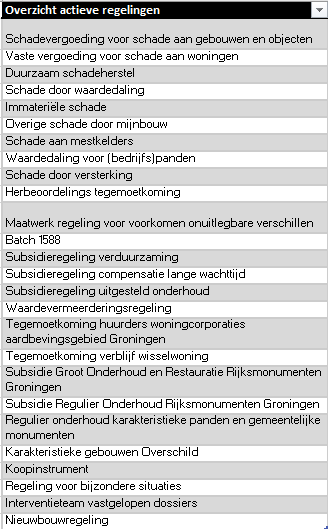 Overzicht actieve regelingen
Schadevergoeding voor schade aan gebouwen en objecten
Vaste vergoeding voor schade aan woningen
Duurzaam schadeherstel
Schade door waardedaling
Immateriële schade
Overige schade door mijnbouw
Schade aan mestkelders
Waardedaling voor (bedrijfs)panden
Schade door versterking
Herbeoordelings tegemoetkoming
Maatwerk regeling voor voorkomen onuitlegbare verschillen
Batch 1588
Subsidieregeling verduurzaming
Subsidieregeling compensatie lange wachttijd
Subsidieregeling uitgesteld onderhoud
Waardevermeerderingsregeling
Tegemoetkoming huurders woningcorporaties
aardbevingsgebied Groningen
Tegemoetkoming verblijf wisselwoning
Subsidie Groot Onderhoud en Restauratie Rijksmonumenten
Groningen
Subsidie Regulier Onderhoud Rijksmonumenten Groningen
Regulier onderhoud karakteristieke panden en gemeentelijke
monumenten
Karakteristieke gebouwen Overschild
Koopinstrument
Regeling voor bijzondere situaties
Interventieteam vastgelopen dossiers
Nieuwbouwregeling